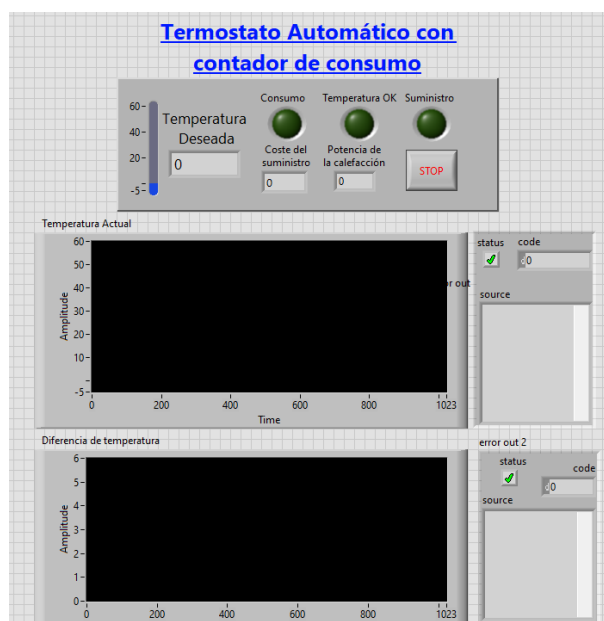 Termostato Automático con
contador de consumo
60
40
20
-5
Temperatura
Deseada
0
Consumo
Temperatura OK
Suministro
Coste del
suministro
0
Potencia de
la calefacción
0
STOP
Temperatura Actual
60
50
40
30
20
10
-5
Amplitude
0
200
400
600
800
1023
Time
or out
status
code
0
source
Diferencia de temperatura
6
5
4
3
2
1
0
Amplitude
0
200
400
600
800
1023
error out 2
status
code
0
source